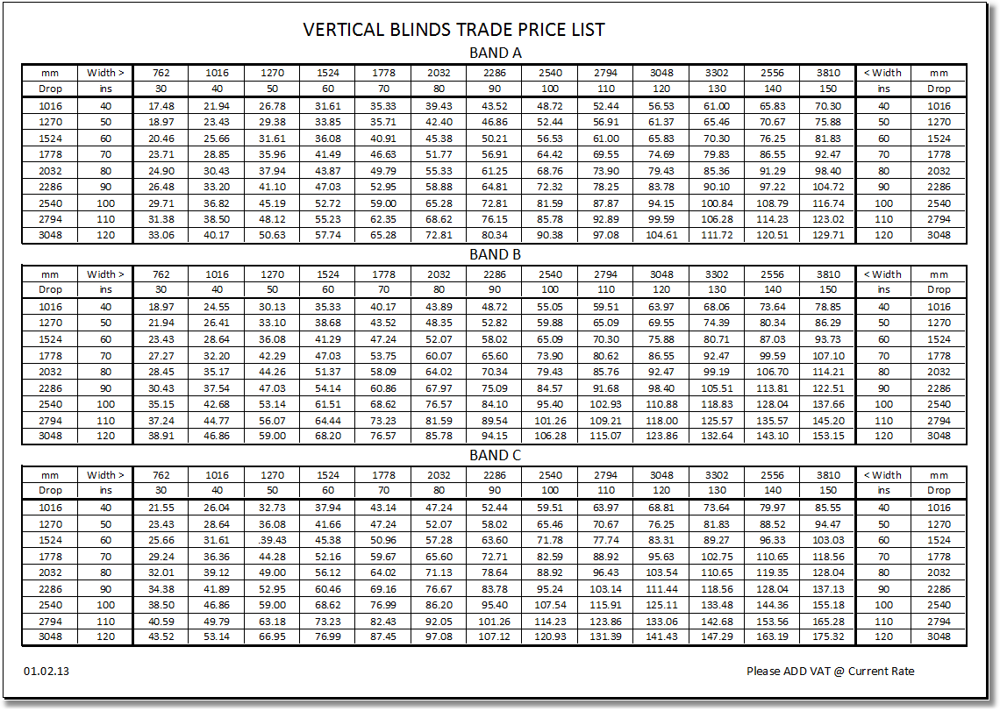 VERTICAL BLINDS TRADE PRICE LIST
BAND A
mm Width > 762 1016 1270 1524 1778 2032 2286 2540 2794 3048 3302 2556 3810 < Width mm
Drop ins 30 40 50 60 70 80 90 100 110 120 130 140 150 ins Drop
1016 40 17.48 21.94 26.78 31.61 35.33 39.43 43.52 48.72 52.44 56.53 61.00 65.83 70.30 40 1016
1270 50 18.97 23.43 29.38 33.85 35.71 42.40 46.86 52.44 56.91 61.37 65.46 70.67 75.88 50 1270
1524 60 20.46 25.66 31.61 36.08 40.91 45.38 50.21 56.53 61.00 65.83 70.30 76.25 81.83 60 1524
1778 70 23.71 28.85 35.96 41.49 46.63 51.77 56.91 64.42 69.55 74.69 79.83 86.55 92.47 70 1778
2032 80 24.90 30.43 37.94 43.87 49.79 55.33 61.25 68.76 73.90 79.43 85.36 91.29 98.40 80 2032
2286 90 26.48 33.20 41.10 47.03 52.95 58.88 64.81 72.32 78.25 83.78 90.10 97.22 104.72 90 2286
2540 100 29.71 36.82 45.19 52.72 59.00 65.28 72.81 81.59 87.87 94.15 100.84 108.79 116.74 100 2540
2794 110 31.38 38.50 48.12 55.23 62.35 68.62 76.15 85.78 92.89 99.59 106.28 114.23 123.02 110 2794
3048 120 33.06 40.17 50.63 57.74 65.28 72.81 80.34 90.38 97.08 104.61 111.72 120.51 129.71 120 3048
BAND B
mm Width > 762 1016 1270 1524 1778 2032 2286 2540 2794 3048 3302 2556 3810 < Width mm
Drop ins 30 40 50 60 70 80 90 100 110 120 130 140 150 ins Drop
1016 40 18.97 24.55 30.13 35.33 40.17 43.89 48.72 55.05 59.51 63.97 68.06 73.64 78.85 40 1016
1270 50 21.94 26.41 33.10 38.68 43.52 48.35 52.82 59.88 65.09 69.55 74.39 80.34 86.29 50 1270
1524 60 23.43 28.64 36.08 41.29 47.24 52.07 58.02 65.09 70.30 75.88 80.71 87.03 93.73 60 1524
1778 70 27.27 32.20 42.29 47.03 53.75 60.07 65.60 73.90 80.62 86.55 92.47 99.59 107.10 70 1778
2032 80 28.45 35.17 44.26 51.37 58.09 64.02 70.34 79.43 85.76 92.47 99.19 106.70 114.21 80 2032
2286 90 30.43 37.54 47.03 54.14 60.86 67.97 75.09 84.57 91.68 98.40 105.51 113.81 122.51 90 2286
2540 100 35.15 42.68 53.14 61.51 68.62 76.57 84.10 95.40 102.93 110.88 118.83 128.04 137.66 100 2540
2794 110 37.24 44.77 56.07 64.44 73.23 81.59 89.54 101.26 109.21 118.00 125.57 135.57 145.20 110 2794
3048 120 38.91 46.86 59.00 68.20 76.57 85.78 94.15 106.28 115.07 123.86 132.64 143.10 153.15 120 3048
BAND C
mm Width > 762 1016 1270 1524 1778 2032 2286 2540 2794 3048 3302 2556 3810 < Width mm
Drop ins 30 40 50 60 70 80 90 100 110 120 130 140 150 ins Drop
1016 40 21.55 26.04 32.73 37.94 43.14 47.24 52.44 59.51 63.97 68.81 73.64 79.97 85.55 40 1016
1270 50 23.43 28.64 36.08 41.66 47.24 52.07 58.02 65.46 70.67 76.25 81.83 88.52 94.47 50 1270
1524 60 25.66 31.61 .39.43 45.38 50.96 57.28 63.60 71.78 77.74 83.31 89.27 96.33 103.03 60 1524
1778 70 29.24 36.36 44.28 52.16 59.67 65.60 72.71 82.59 88.92 95.63 102.75 110.65 118.56 70 1778
2032 80 32.01 39.12 49.00 56.12 64.02 71.13 78.64 88.92 96.43 103.54 110.65 119.35 128.04 80 2032
2286 90 34.38 41.89 52.95 60.46 69.16 76.67 83.78 95.24 103.14 111.44 118.56 128.04 137.13 90 2286
2540 100 38.50 46.86 59.00 68.62 76.99 86.20 95.40 107.54 115.91 125.11 133.48 144.36 155.18 100 2540
2794 110 40.59 49.79 63.18 73.23 82.43 92.05 101.26 114.23 123.86 133.06 142.68 153.56 165.28 110 2794
3048 120 43.52 53.14 66.95 76.99 87.45 97.08 107.12 120.93 131.39 141.43 147.29 163.19 175.32 120 3048
01.02.13 Please ADD VAT @ Current Rate